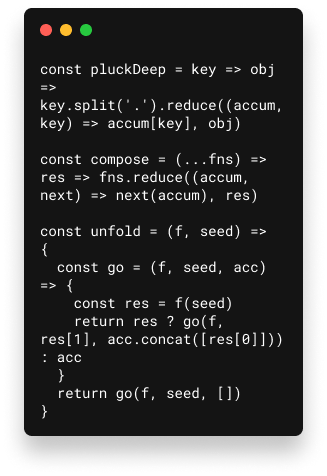 const pluckDeep = key => obj
=>
key.split('.').reduce((accum,
key) => accum[key], obj)

const compose = (...fns) =>
res => fns.reduce((accum,
next) => next(accum), res)

const unfold = (f, seed) =>
{
  const go = (f, seed, acc)
=> {
    const res = f(seed)
    return res ? go(f,
res[1], acc.concat([res[0]]))
: acc
  }
  return go(f, seed, [])
}